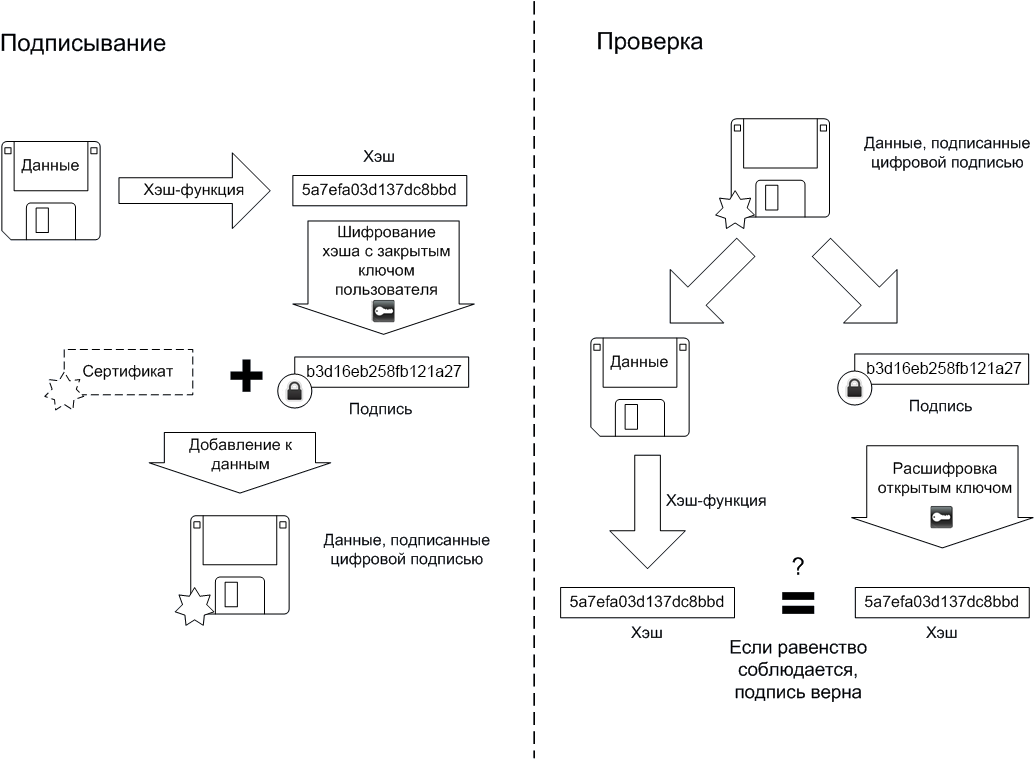 Подписывание
Данные
Хэш-функция
Хэш
5a7efa03d137dc8bbd
Шифрование
хэша с закрытым
ключом
пользователя
Сертификат
b3d16eb258fb121a27
Подпись
Добавление к
данным
Данные, подписанные
цифровой подписью
Проверка
Данные, подписанные
цифровой подписью
Данные
b3d16eb258fb121a27
Подпись
Хэш-функция
Расшифровка
открытым ключом
5a7efa03d137dc8bbd
Хэш
?
5a7efa03d137dc8bbd
Хэш
Если равенство
соблюдается,
подпись верна